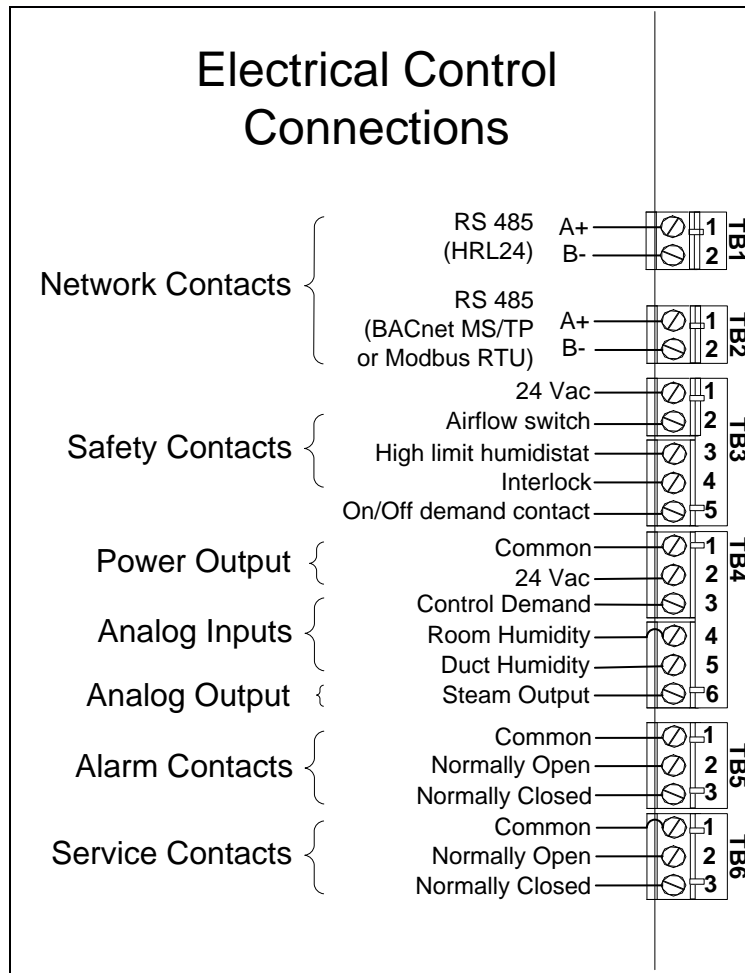 Electrical Control
Connections
Network Contacts
RS 485
(HRL24)
A+
B-
1
2
TB1
RS 485
(BACnet MS/TP
or Modbus RTU)
A+
B-
1
2
TB2
Safety Contacts
24 Vac
Airflow switch
High limit humidistat
Interlock
On/Off demand contact
1
2
3
4
5
TB3
Power Output
Common
24 Vac
Analog Inputs
Control Demand
Room Humidity
Duct Humidity
Analog Output
Steam Output
1
2
3
4
5
6
TB4
Alarm Contacts
Common
Normally Open
Normally Closed
1
2
3
TB5
Service Contacts
Common
Normally Open
Normally Closed
1
2
3
TB6